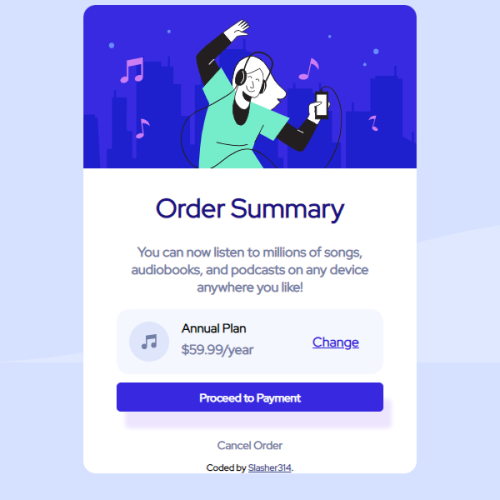 Order Summary
You can now listen to millions of songs,
audiobooks, and podcasts on any device
anywhere you like!
Annual Plan
$59.99/year
Change
Proceed to Payment
Cancel Order
Coded by Slasher314.